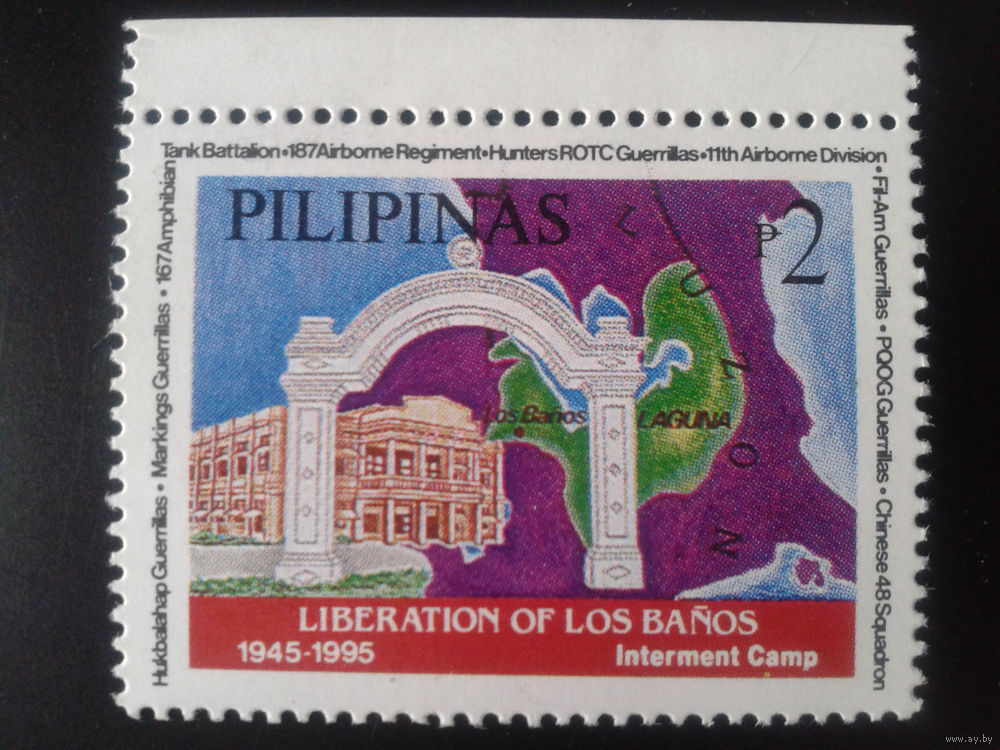 Hukbalahap Guerrillas • Markings Guerrillas • 167 Amphibian
Tank Battalion • 187 Airborne Regiment • Hunters ROTC Guerrillas • 11th Airborne Division
• Fil-Am Guerrillas • PQOG Guerrillas • Chinese 48 Squadron
PILIPINAS
₱2
LUZON
Los Baños
LAGUNA
LIBERATION OF LOS BAÑOS
1945-1995
Interment Camp
www.ay.by